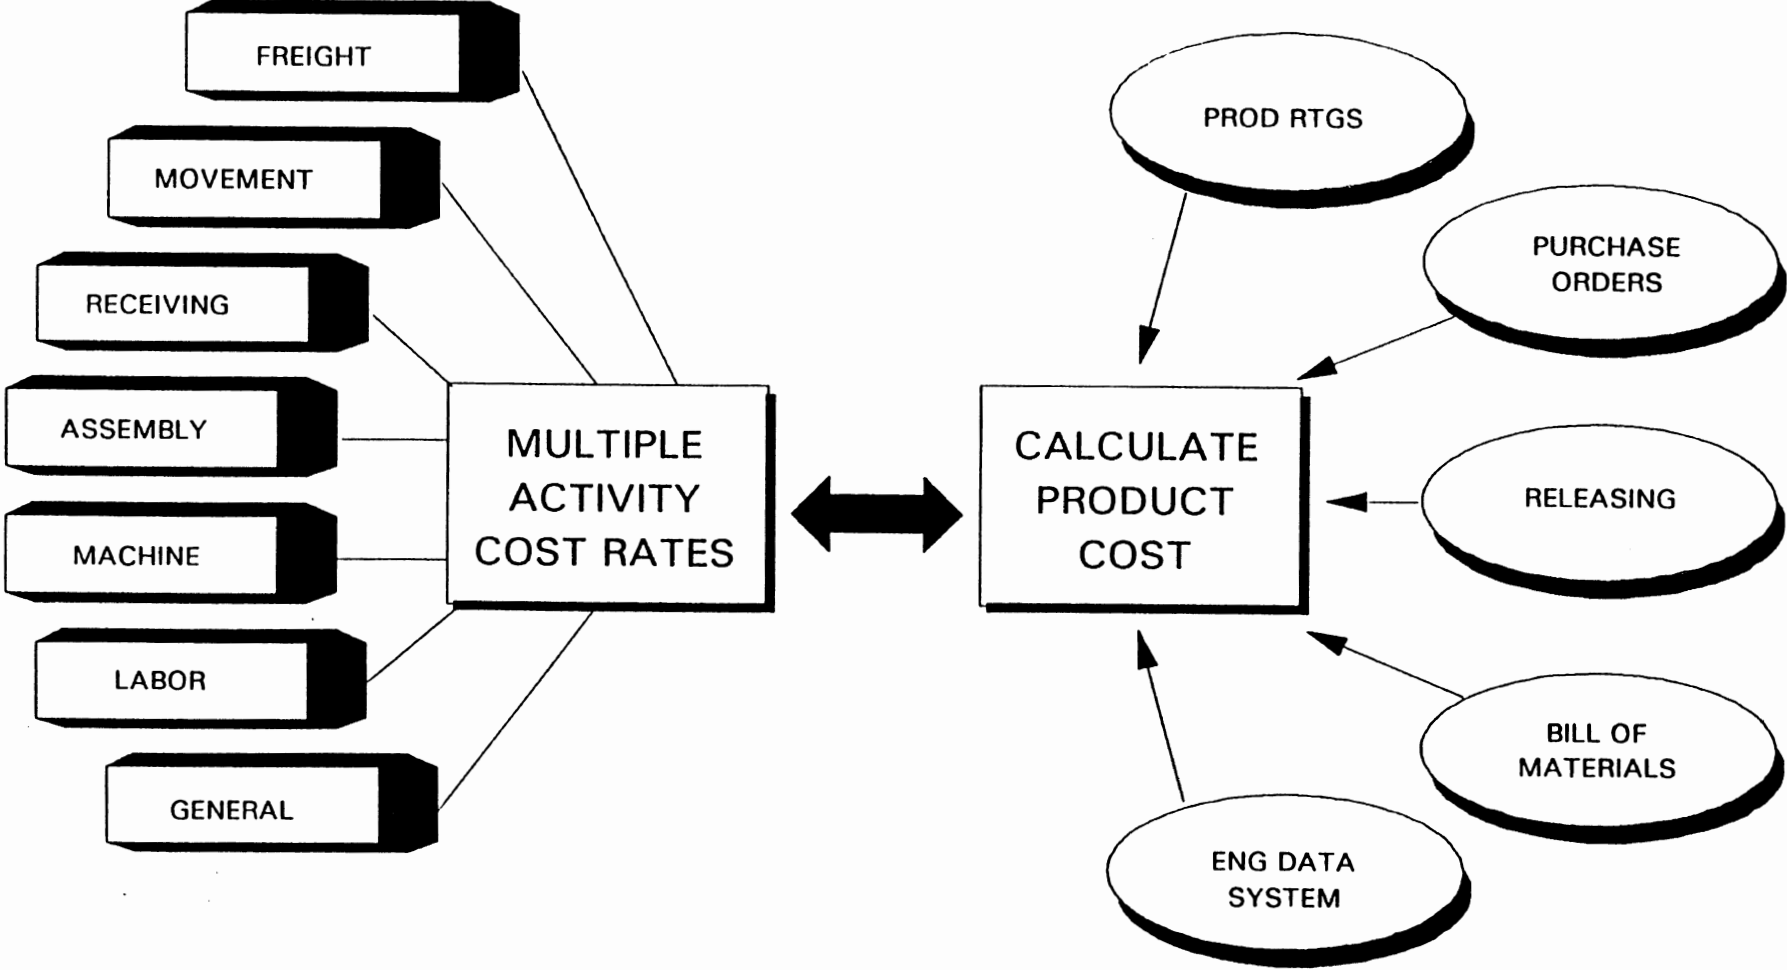 FREIGHT
MOVEMENT
RECEIVING
ASSEMBLY
MACHINE
LABOR
GENERAL
MULTIPLE
ACTIVITY
COST RATES
CALCULATE
PRODUCT
COST
PROD RTGS
PURCHASE
ORDERS
RELEASING
BILL OF
MATERIALS
ENG DATA
SYSTEM